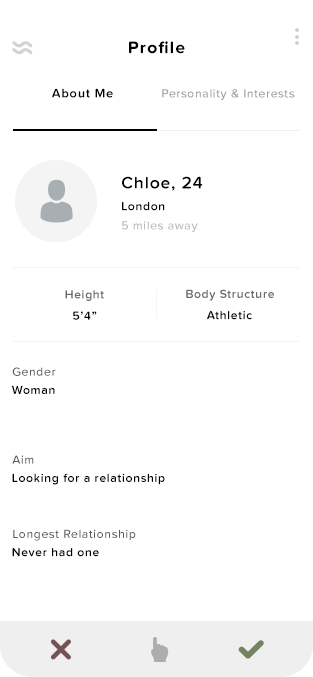 Profile
About Me
Personality & Interests
Chloe, 24
London
5 miles away
Height
5’4”
Body Structure
Athletic
Gender
Woman
Aim
Looking for a relationship
Longest Relationship
Never had one